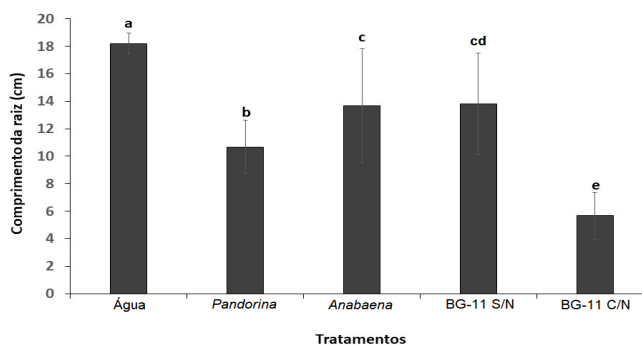 Comprimento da raiz (cm)
20
18
16
14
12
10
8
6
4
2
0
a
b
c
cd
e
Água
Pandorina
Anabaena
BG-11 S/N
BG-11 C/N
Tratamentos